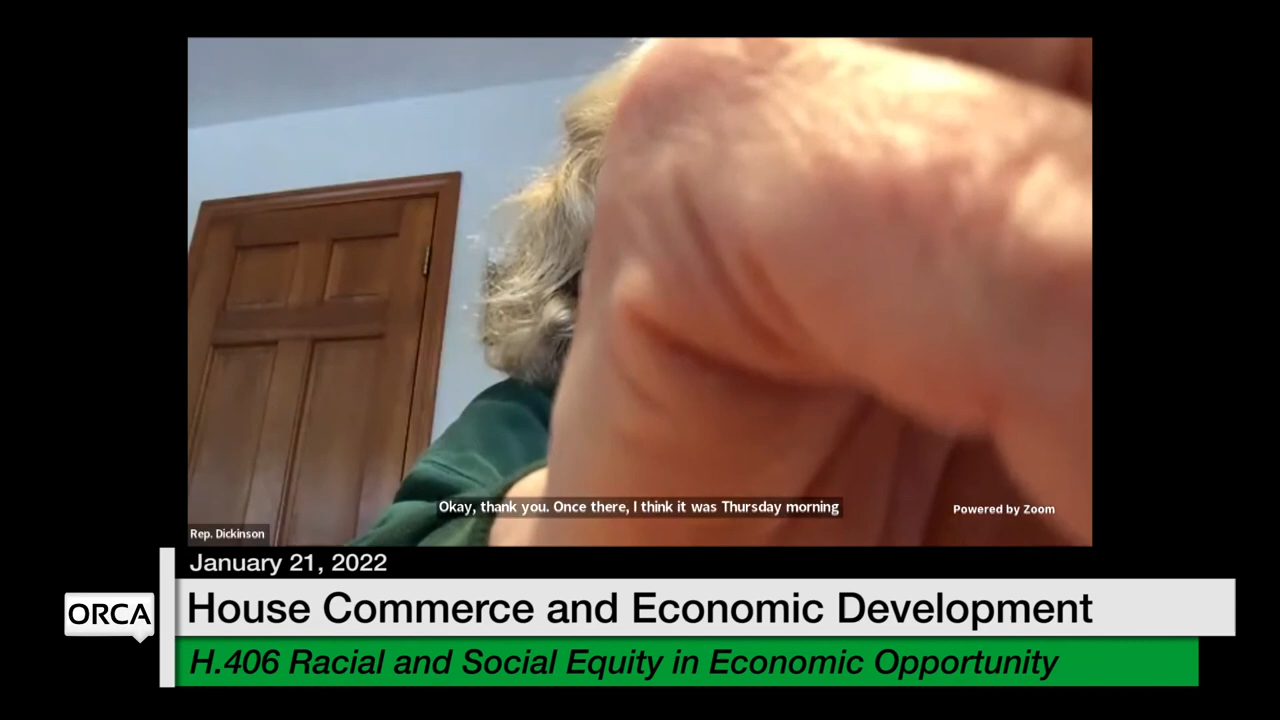 Okay, thank you. Once there, I think it was Thursday morning
Powered by Zoom
Rep. Dickinson
January 21, 2022
ORCA
House Commerce and Economic Development
H.406 Racial and Social Equity in Economic Opportunity